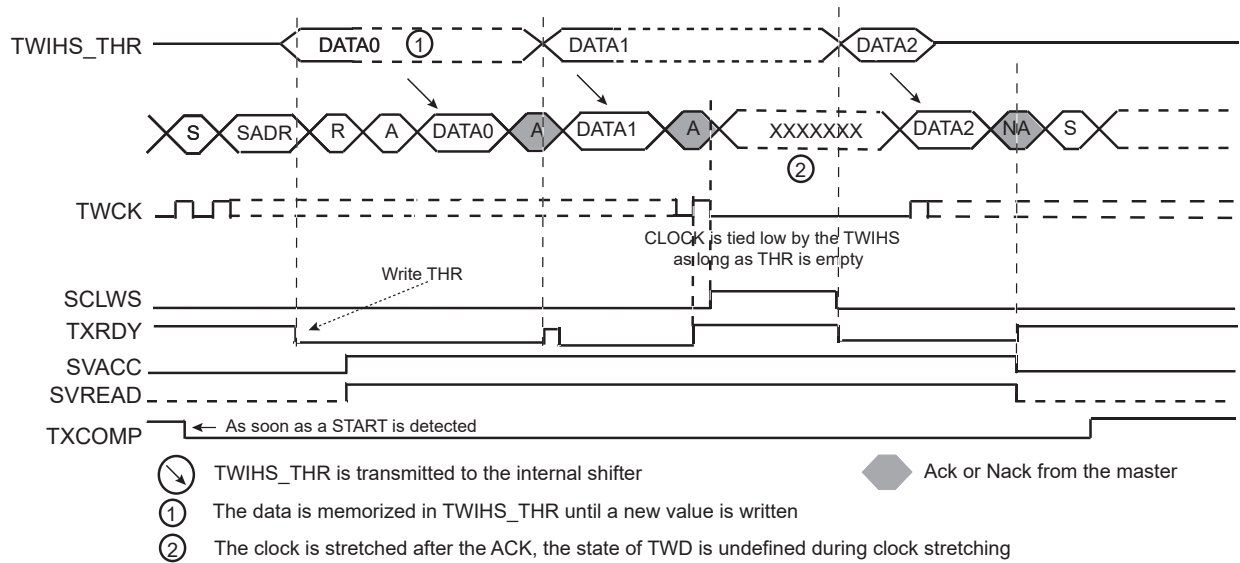 TWIHS_THR
DATA0 1 DATA1 DATA2
S SADR R A DATA0 A DATA1 A XXXXXXX DATA2 NA S
2
TWCK
CLOCK is tied low by the TWIHS
as long as THR is empty
Write THR
SCLWS
TXRDY
SVACC
SVREAD
TXCOMP As soon as a START is detected
TWIHS_THR is transmitted to the internal shifter Ack or Nack from the master
1 The data is memorized in TWIHS_THR until a new value is written
2 The clock is stretched after the ACK, the state of TWD is undefined during clock stretching